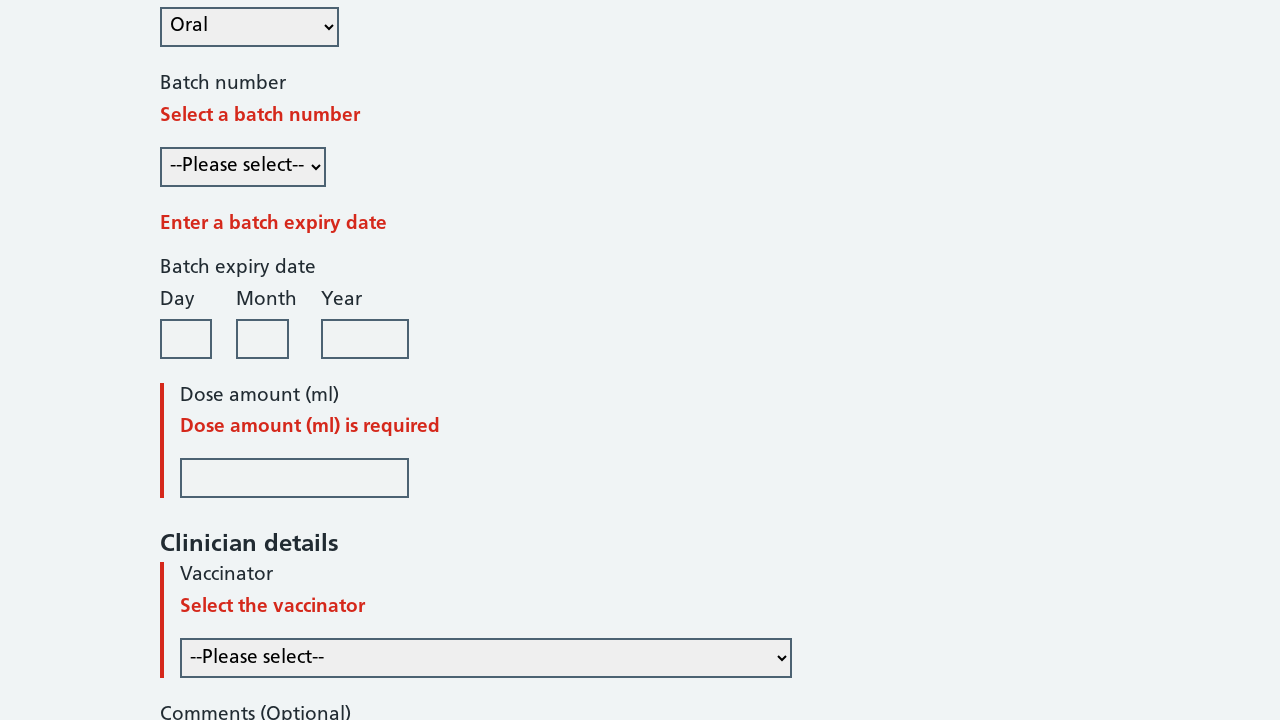 Oral
Batch number
Select a batch number
--Please select--
Enter a batch expiry date
Batch expiry date
Day Month Year
Dose amount (ml)
Dose amount (ml) is required
Clinician details
Vaccinator
Select the vaccinator
--Please select--
Comments (Optional)